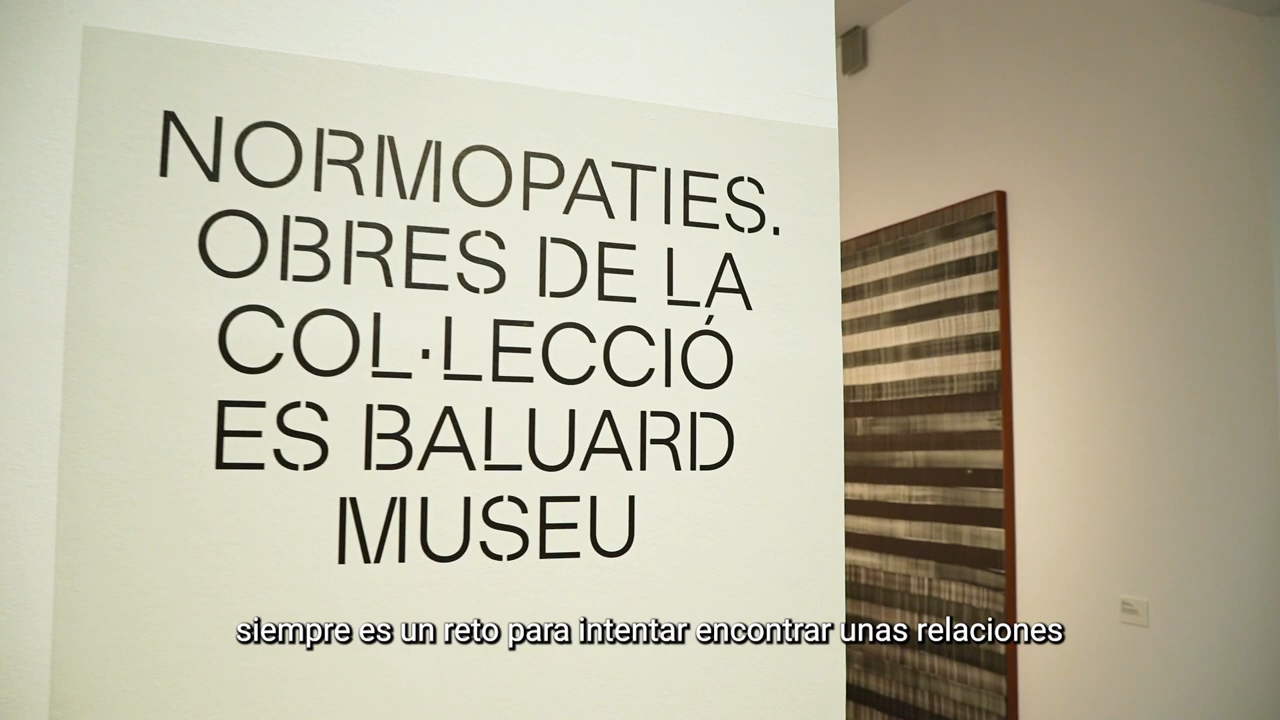 NORMOPATIES.
OBRES DE LA
COL·LECCIÓ
ES BALUARD
MUSEU
siempre es un reto para intentar encontrar unas relaciones